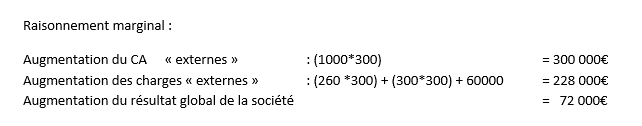 Raisonnement marginal :
Augmentation du CA « externes » : (1000*300) = 300 000€
Augmentation des charges « externes » : (260 *300) + (300*300) + 60000 = 228 000€
Augmentation du résultat global de la société = 72 000€